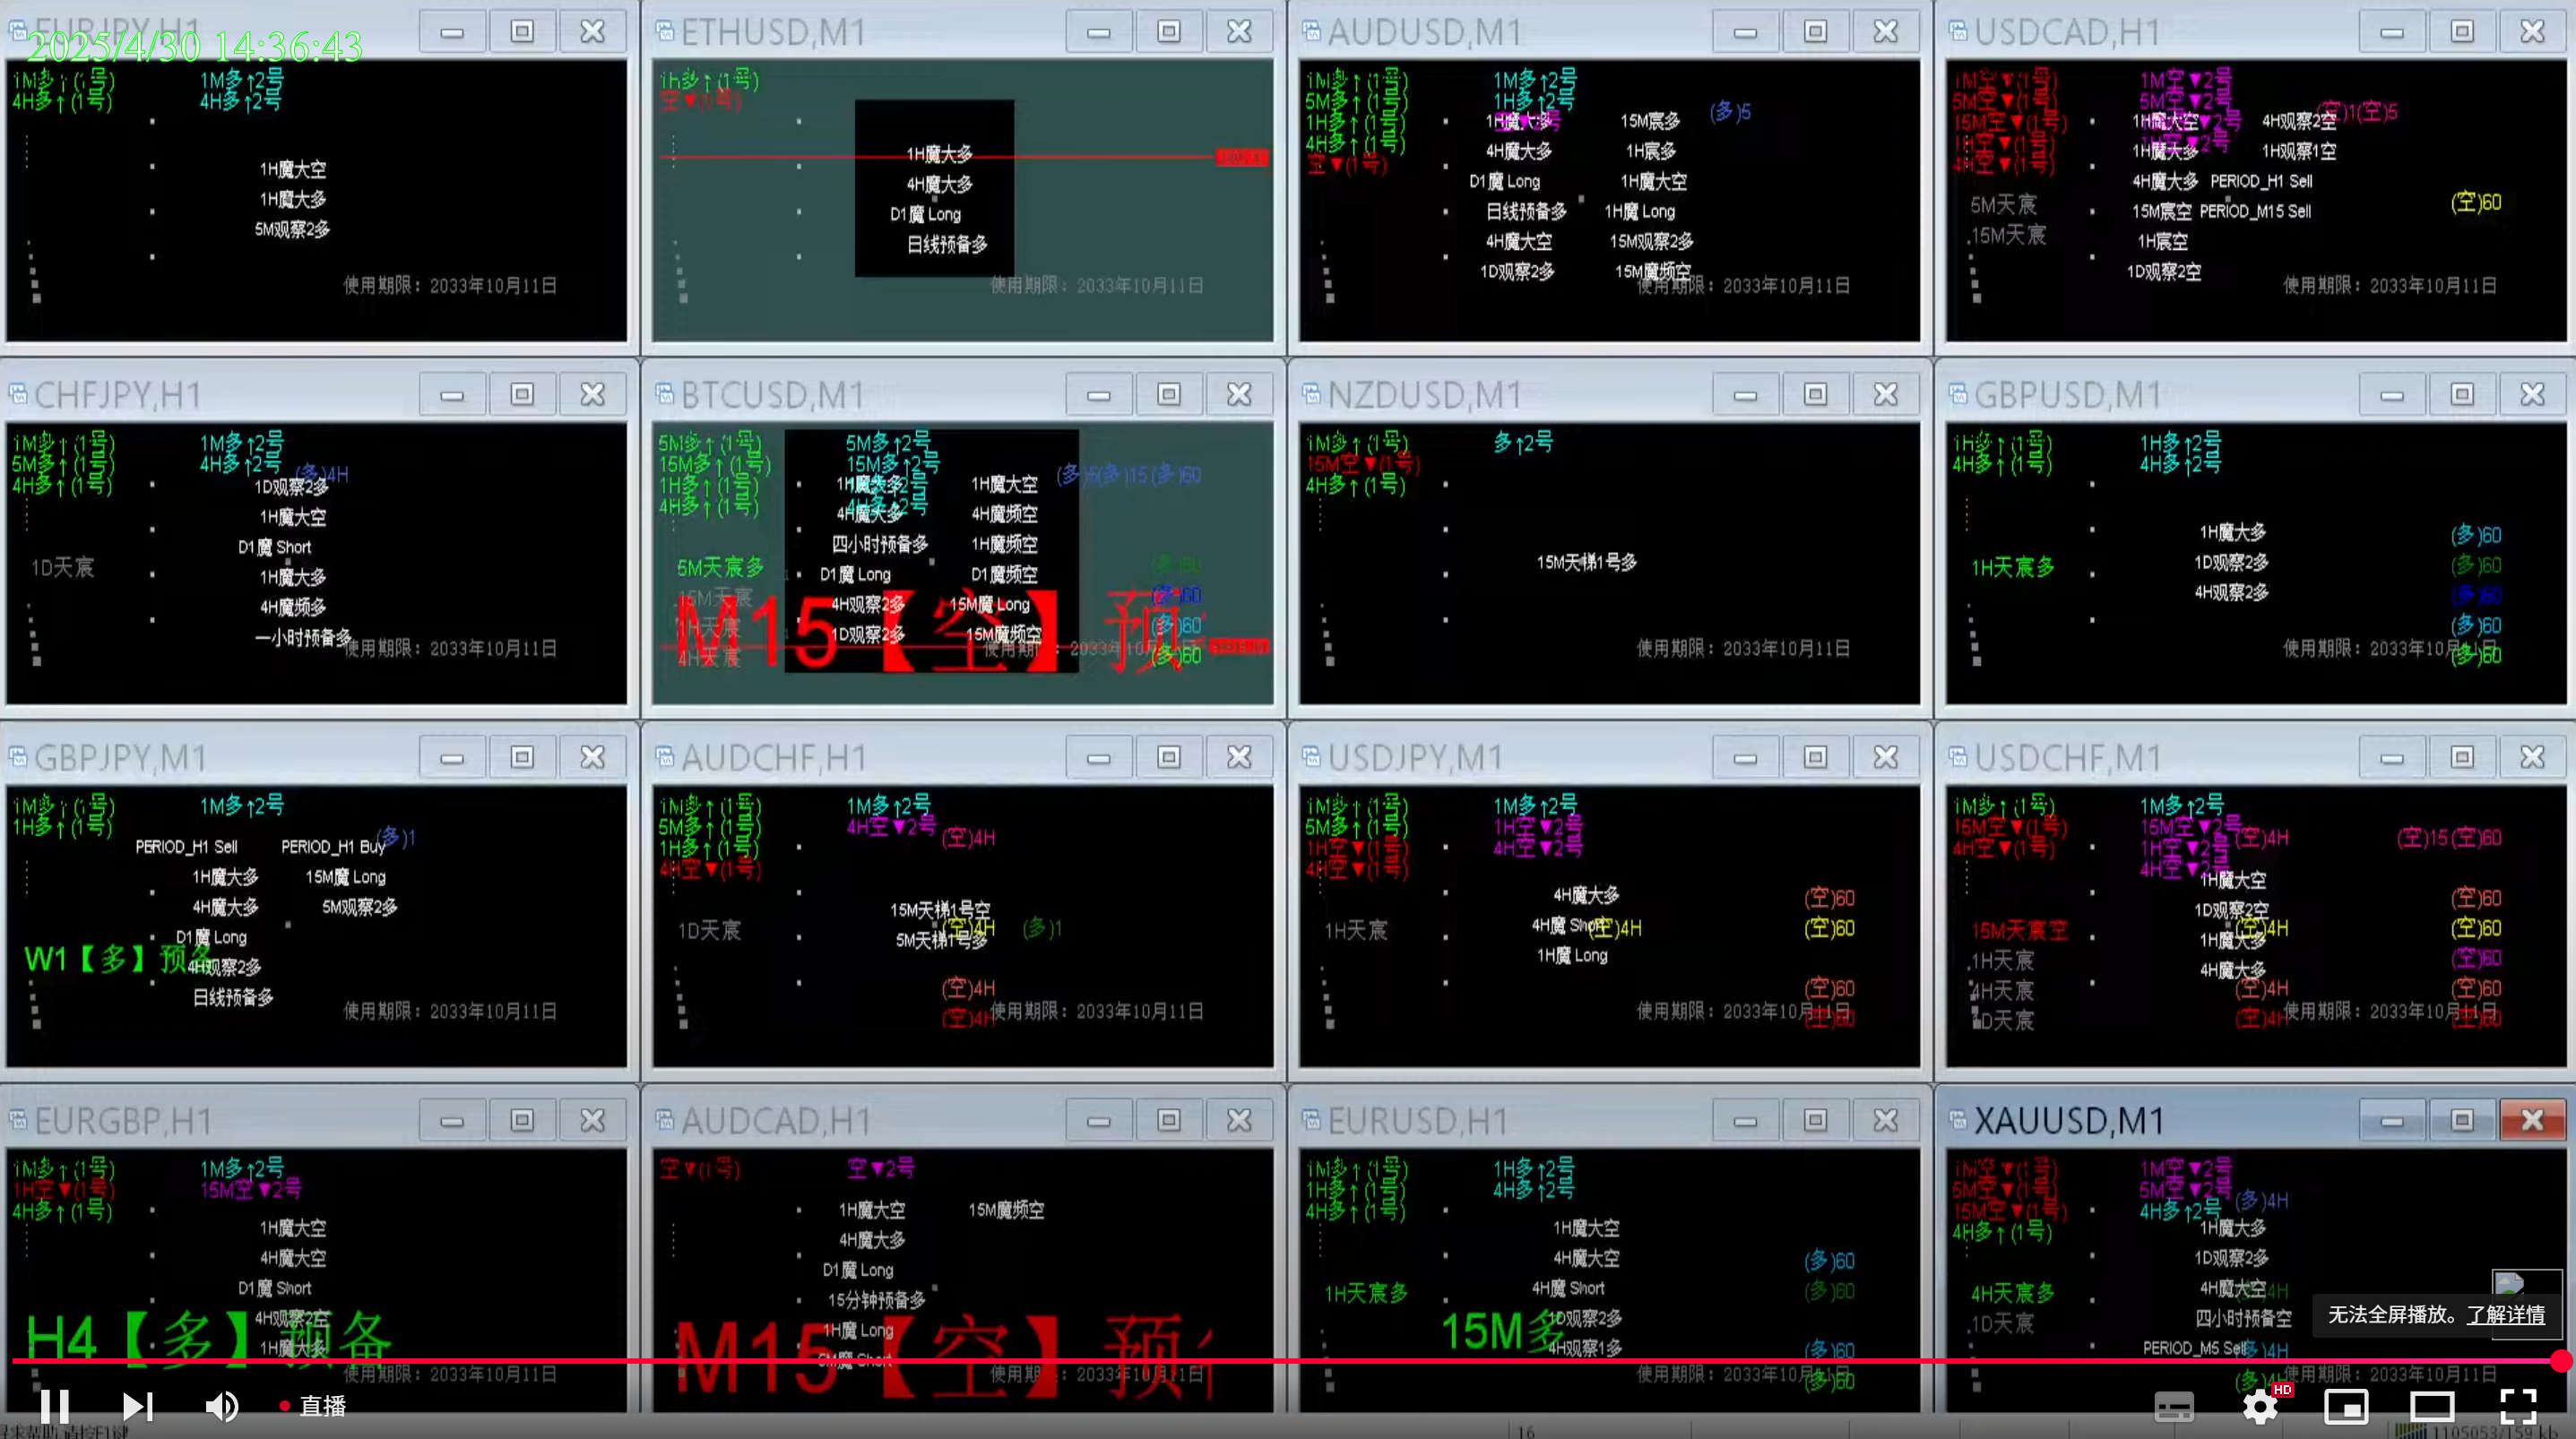 EURJPY,H1
2025/4/30 14:36:43
1M多↑(1号) 1M多↑2号
4H多↑(1号) 4H多↑2号
1H魔大空
1H魔大多
5M观察2多
使用期限：2033年10月11日
ETHUSD,M1
1h多↑(1号)
空▼(1号)
1H魔大多
4H魔大多
D1魔 Long
日线预备多
使用期限：2033年10月11日
AUDUSD,M1
1M多↑(1号) 1M多↑2号
5M多↑(1号) 1H多↑2号
(多)5
1H多↑(1号) 1H魔大多 15M宸多
4H多↑(1号) 4H魔大多 1H宸多
空▼(1号)
D1魔 Long 1H魔大空
日线预备多 1H魔 Long
4H魔大空 15M观察2多
1D观察2多 15M魔频空
使用期限：2033年10月11日
USDCAD,H1
1M空▼(1号) 1M空▼2号
5M空▼(1号) 5M空▼2号
(空)1(空)5
15M空▼(1号) 1H魔大空 4H观察2空
4H空▼(1号) 1H魔大多 1H观察1空
4H魔大多 PERIOD_H1 Sell
5M天宸 (空)60
15M宸空 PERIOD_M15 Sell
15M天宸 1H宸空
1D观察2空
使用期限：2033年10月11日
CHFJPY,H1
1M多↑(1号) 1M多↑2号
5M多↑(1号) 4H多↑2号
(多)4H
4H多↑(1号) 1D观察2多
1H魔大空
D1魔 Short
1D天宸
1H魔大多
4H魔频多
一小时预备多
使用期限：2033年10月11日
BTCUSD,M1
5M多↑(1号) 5M多↑2号
15M多↑(1号) 15M多↑2号
(多)5(多)15(多)60
1H多↑(1号) 1H魔大多 1H魔大空
4H多↑(1号) 4H多↑2号
4H魔大多 4H魔频空
四小时预备多 1H魔频空
5M天宸多 D1魔 Long D1魔频空 (多)60
15M天宸 4H观察2多 15M魔 Long (多)60
1H天宸 (多)60
1D观察2多 15M魔频空
M15【空】预
4H天宸 (多)60
NZDUSD,M1
1M多↑(1号) 多↑2号
15M空▼(1号)
4H多↑(1号)
15M天梯1号多
使用期限：2033年10月11日
GBPUSD,M1
1H多↑(1号) 1H多↑2号
4H多↑(1号) 4H多↑2号
1H魔大多 (多)60
1H天宸多 1D观察2多 (多)60
4H观察2多 (多)60
(多)60
使用期限：2033年10月11日
(多)60
GBPJPY,M1
1M多↑(1号) 1M多↑2号
1H多↑(1号)
(多)1
PERIOD_H1 Sell PERIOD_H1 Buy
1H魔大多 15M魔 Long
4H魔大多 5M观察2多
D1魔 Long
W1【多】预备
4H观察2多
日线预备多
使用期限：2033年10月11日
AUDCHF,H1
1M多↑(1号) 1M多↑2号
5M多↑(1号) 4H空▼2号
(空)4H
1H多↑(1号)
4H空▼(1号)
15M天梯1号空
1D天宸 (空)4H (多)1
5M天梯1号多
(空)4H
使用期限：2033年10月11日
(空)4H
USDJPY,M1
1M多↑(1号) 1M多↑2号
5M多↑(1号) 1H空▼2号
1H空▼(1号) 4H空▼2号
4H空▼(1号)
4H魔大多 (空)60
1H天宸 4H魔 Short (空)4H (空)60
1H魔 Long
(空)60
使用期限：2033年10月11日
(空)60
USDCHF,M1
1M多↑(1号) 1M多↑2号
15M空▼(1号) 15M空▼2号
(空)4H (空)15(空)60
4H空▼(1号) 1H空▼2号
4H空▼2号
1H魔大空 (空)60
1D观察2空
15M天宸空 (空)4H (空)60
1H魔大多
1H天宸 4H魔大多 (空)60
4H天宸 (空)4H (空)60
使用期限：2033年10月11日
1D天宸 (空)4H (空)60
EURGBP,H1
1M多↑(1号) 1M多↑2号
1H空▼(1号) 15M空▼2号
4H多↑(1号)
1H魔大空
4H魔大空
D1魔 Short
4H观察2空
H4【多】预备
1H魔大多
使用期限：2033年10月11日
AUDCAD,H1
空▼(1号) 空▼2号
1H魔大空 15M魔频空
4H魔大多
D1魔 Long
15分钟预备多
1H魔 Long
M15【空】预
使用期限：2033年10月11日
EURUSD,H1
1M多↑(1号) 1H多↑2号
1H多↑(1号) 4H多↑2号
4H多↑(1号)
1H魔大空
4H魔大空 (多)60
1H天宸多 4H魔 Short (多)60
15M多 1D观察2多
4H观察1多 (多)60
使用期限：2033年10月11日
(多)60
XAUUSD,M1
1M空▼(1号) 1M空▼2号
5M空▼(1号) 5M空▼2号
15M空▼(1号) 4H多↑2号 (多)4H
4H多↑(1号) 1H魔大多
1D观察2多
4H天宸多 4H魔大空
1D天宸 四小时预备空
无法全屏播放。了解详情
PERIOD_M5 Sell (多)4H
使用期限：2033年10月11日
直播
HD
16
1105053/159 kb